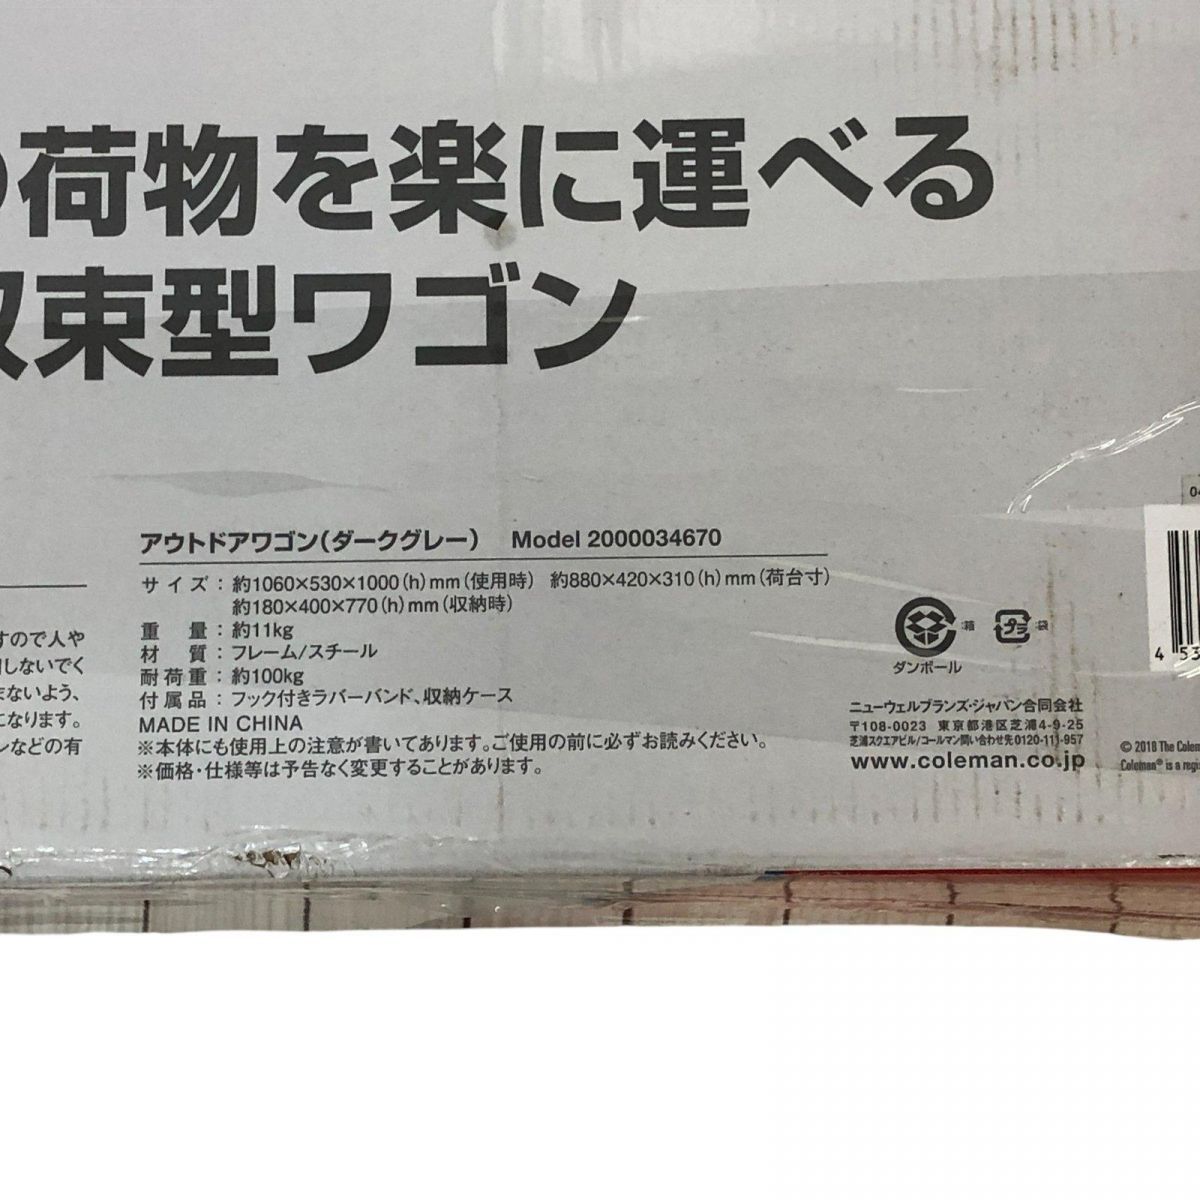 荷物を楽に運べる
収束型ワゴン
アウトドアワゴン(ダークグレー) Model 2000034670
サイズ:約1060×530×1000(h)mm(使用時) 約880×420×310(h)mm(荷台寸)
約180×400×770(h)mm(収納時)
重量:約11kg
材質:フレーム/スチール
耐荷重:約100kg
付属品:フック付きラバーバンド、収納ケース
MADE IN CHINA
※本体にも使用上の注意が書いてあります。ご使用の前に必ずお読みください。
※価格・仕様等は予告なく変更することがあります。
すので人や
しないでく
まないよう、
になります。
などの有
ダンボール
:箱
プラ
:袋
ニューウェルブランズ・ジャパン合同会社
〒108-0023 東京都港区芝浦4-9-25
芝浦スクエアビル/コールマン問い合わせ先0120-111-957
www.coleman.co.jp
04
4 53
© 2018 The Colem
Coleman® is a regi